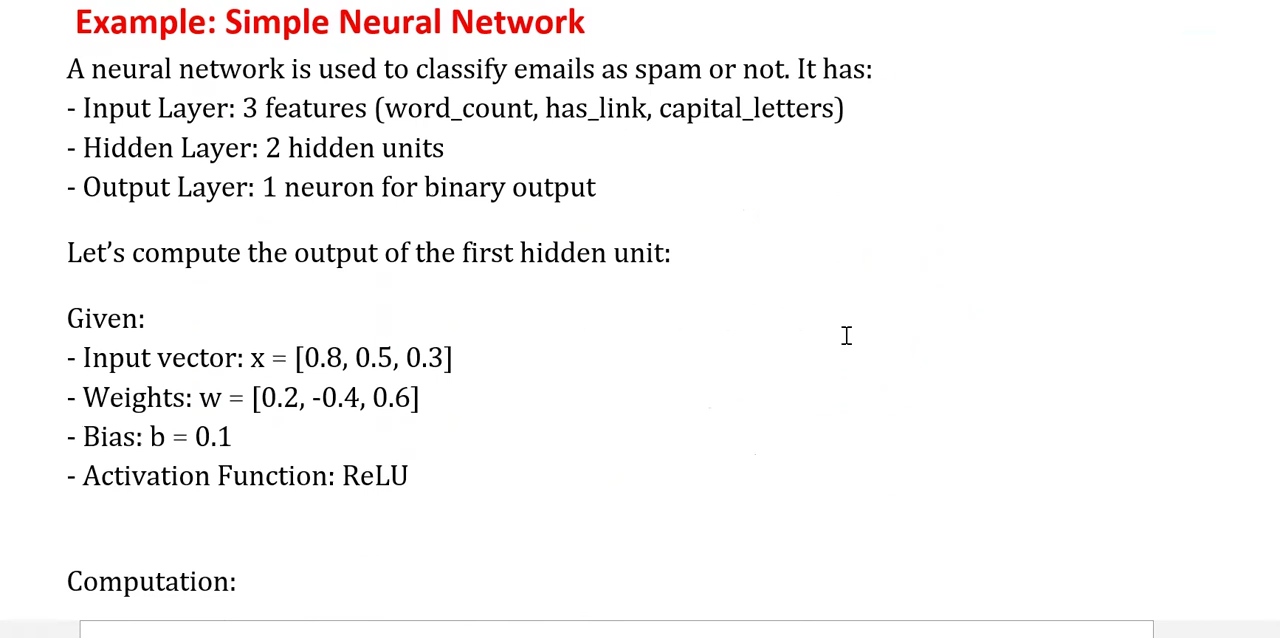 Example: Simple Neural Network
A neural network is used to classify emails as spam or not. It has:
- Input Layer: 3 features (word_count, has_link, capital_letters)
- Hidden Layer: 2 hidden units
- Output Layer: 1 neuron for binary output
Let’s compute the output of the first hidden unit:
Given:
- Input vector: x = [0.8, 0.5, 0.3]
- Weights: w = [0.2, -0.4, 0.6]
- Bias: b = 0.1
- Activation Function: ReLU
Computation: